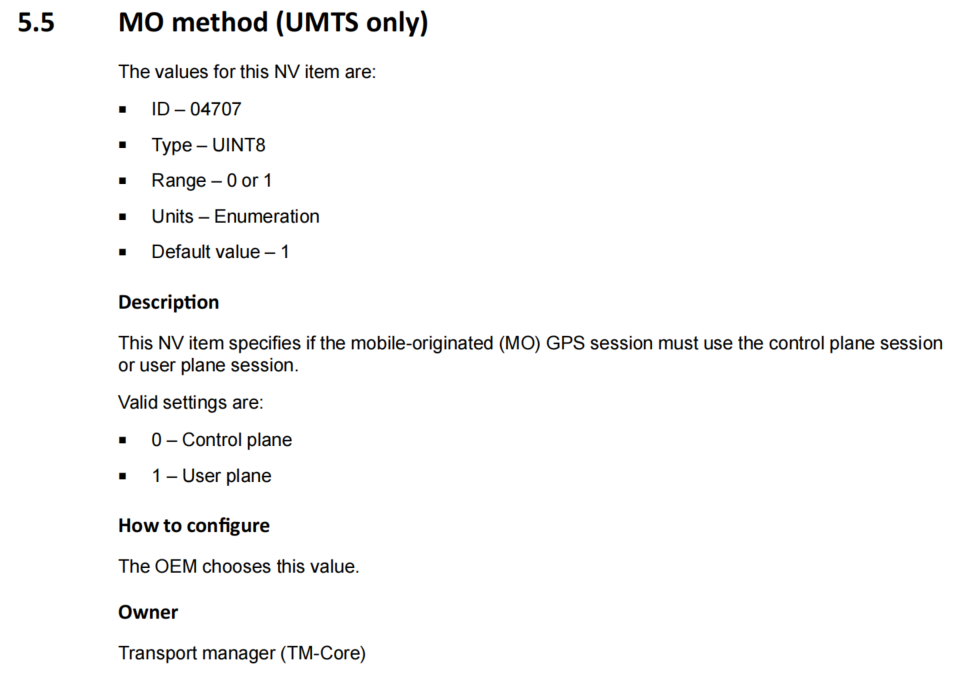 5.5 MO method (UMTS only)
The values for this NV item are:
▪ ID – 04707
▪ Type – UINT8
▪ Range – 0 or 1
▪ Units – Enumeration
▪ Default value – 1
Description
This NV item specifies if the mobile-originated (MO) GPS session must use the control plane session
or user plane session.
Valid settings are:
▪ 0 – Control plane
▪ 1 – User plane
How to configure
The OEM chooses this value.
Owner
Transport manager (TM-Core)